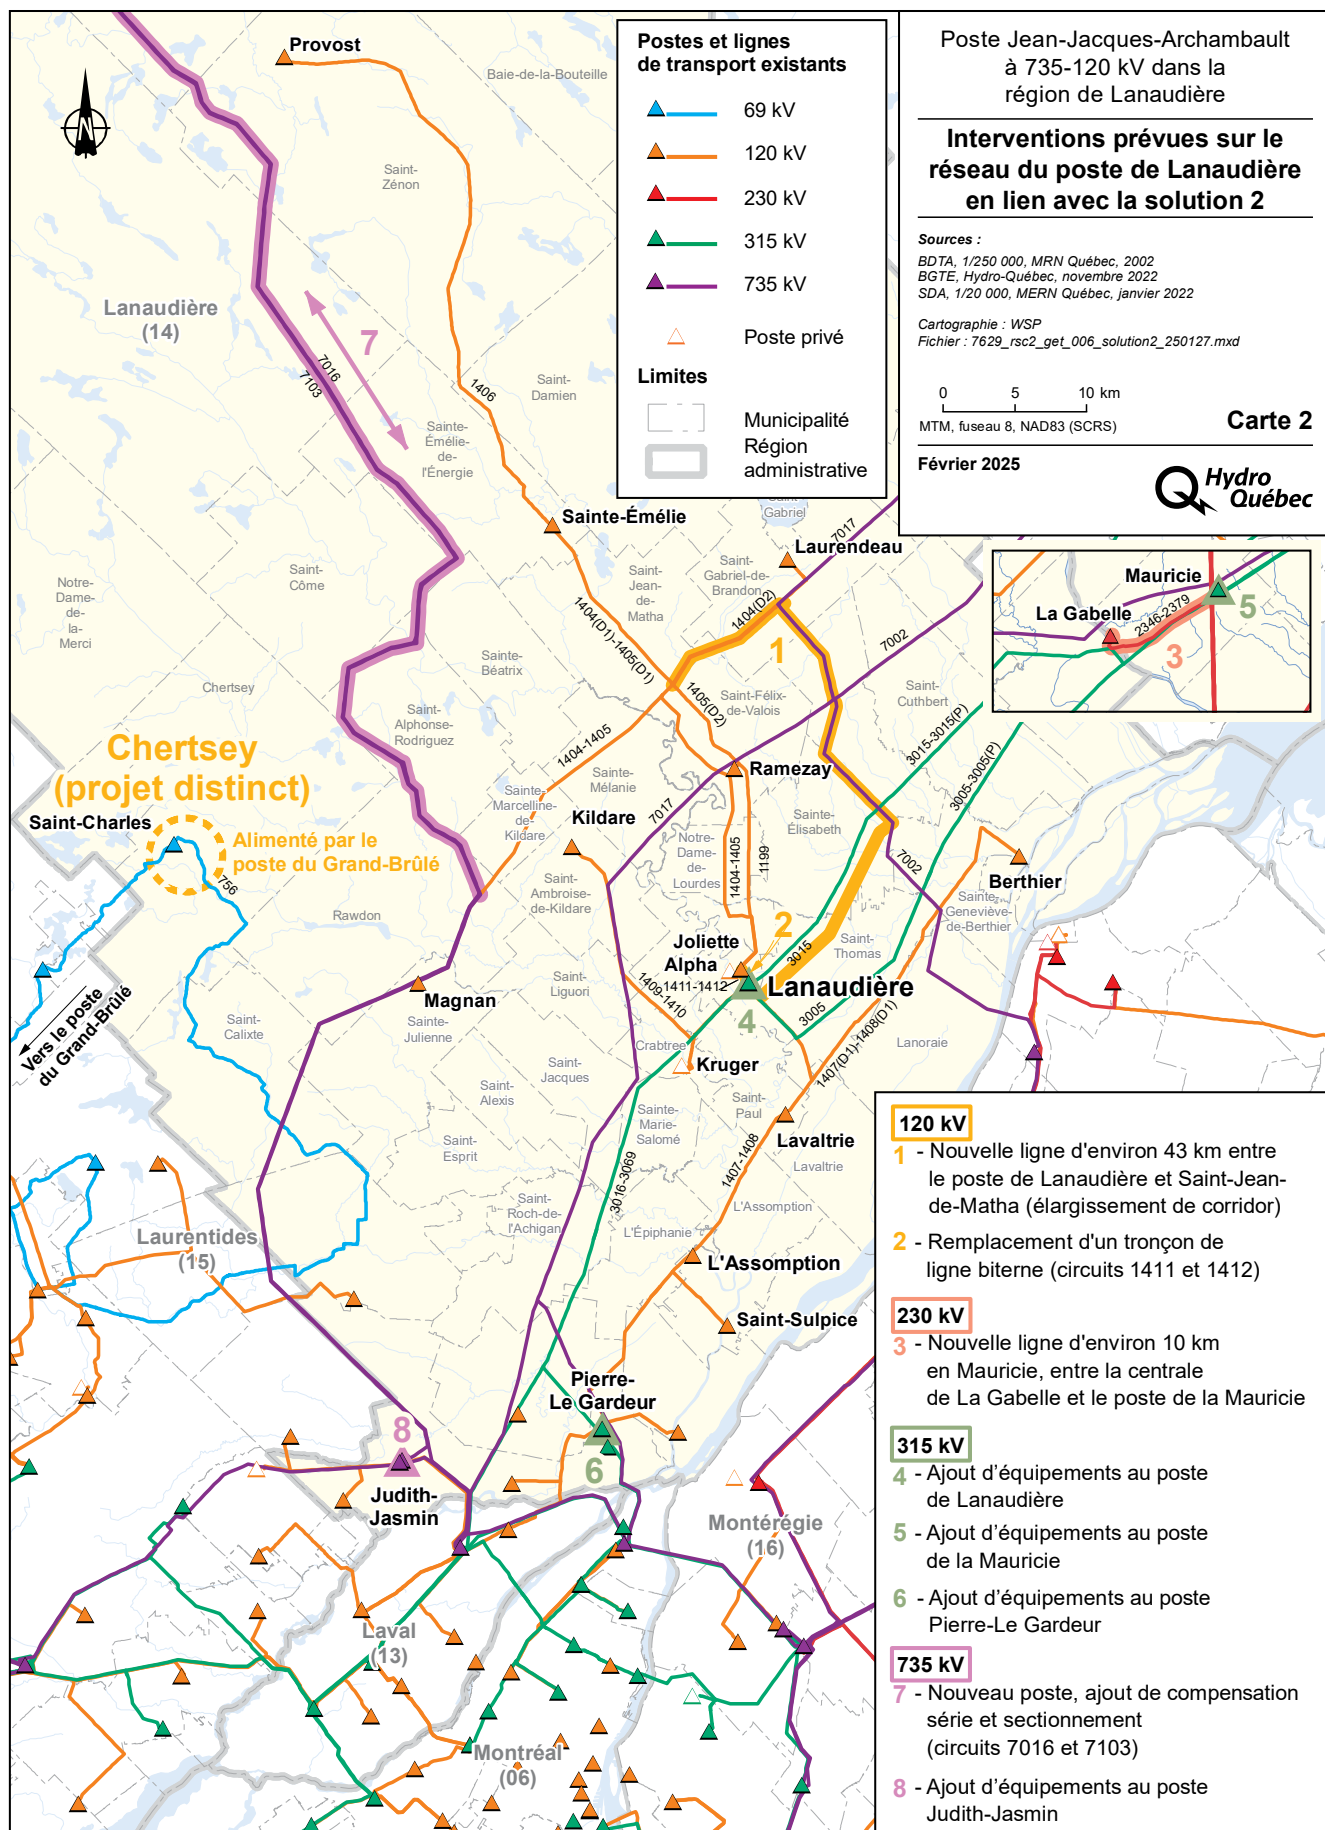 Poste Jean-Jacques-Archambault
à 735-120 kV dans la
région de Lanaudière
Interventions prévues sur le
réseau du poste de Lanaudière
en lien avec la solution 2
Sources :
BDTA, 1/250 000, MRN Québec, 2002
BGTE, Hydro-Québec, novembre 2022
SDA, 1/20 000, MERN Québec, janvier 2022
Cartographie : WSP
Fichier : 7629_rsc2_get_006_solution2_250127.mxd
0 5 10 km
MTM, fuseau 8, NAD83 (SCRS)
Carte 2
Février 2025
Hydro
Québec
Postes et lignes
de transport existants
69 kV
120 kV
230 kV
315 kV
735 kV
Poste privé
Limites
Municipalité
Région
administrative
Provost
Baie-de-la-Bouteille
Saint-
Zénon
Lanaudière
(14)
7
7016
7103
1406
Saint-
Damien
Sainte-
Émélie-
de-
l'Énergie
Sainte-Émélie
Saint-
Gabriel
7017
Laurendeau
Saint-
Gabriel-de-
Brandon
Saint-
Jean-
de-
Matha
Saint-
Côme
Notre-
Dame-
de-
la-
Merci
1404(D2)
1404(D1)-1405(D1)
1
7002
Mauricie
5
La Gabelle
2346-2379
3
Sainte-
Béatrix
Chertsey
1405(D2)
Saint-Félix-
de-Valois
Saint-
Cuthbert
Saint-
Alphonse-
Rodriguez
3015-3015(P)
3005-3005(P)
1404-1405
Chertsey
(projet distinct)
Ramezay
Sainte-
Mélanie
Sainte-
Marcelline-
de-
Kildare
7017
Saint-Charles
Alimenté par le
poste du Grand-Brûlé
756
Kildare
Sainte-
Élisabeth
Notre-
Dame-
de-
Lourdes
1404-1405
1199
7002
Berthier
Saint-
Ambroise-
de-Kildare
Sainte-
Geneviève-
de-Berthier
Rawdon
2
Saint-
Thomas
Joliette
Alpha
1411-1412
3015
Lanaudière
4
3005
Saint-
Liguori
1409-1410
Magnan
Vers le poste
du Grand-Brûlé
Saint-
Calixte
Sainte-
Julienne
1407(D1)-1408(D1)
Lanoraie
Crabtree
Kruger
Saint-
Jacques
Saint-
Alexis
Saint-
Paul
Sainte-
Marie-
Salomé
Lavaltrie
Lavaltrie
Saint-
Esprit
1407-1408
3016-3069
Saint-
Roch-de-
l'Achigan
L'Assomption
L'Épiphanie
Laurentides
(15)
L'Assomption
Saint-Sulpice
Pierre-
Le Gardeur
6
8
Judith-
Jasmin
Montérégie
(16)
Laval
(13)
Montréal
(06)
120 kV
1 - Nouvelle ligne d'environ 43 km entre
le poste de Lanaudière et Saint-Jean-
de-Matha (élargissement de corridor)
2 - Remplacement d'un tronçon de
ligne biterne (circuits 1411 et 1412)
230 kV
3 - Nouvelle ligne d'environ 10 km
en Mauricie, entre la centrale
de La Gabelle et le poste de la Mauricie
315 kV
4 - Ajout d'équipements au poste
de Lanaudière
5 - Ajout d'équipements au poste
de la Mauricie
6 - Ajout d'équipements au poste
Pierre-Le Gardeur
735 kV
7 - Nouveau poste, ajout de compensation
série et sectionnement
(circuits 7016 et 7103)
8 - Ajout d'équipements au poste
Judith-Jasmin